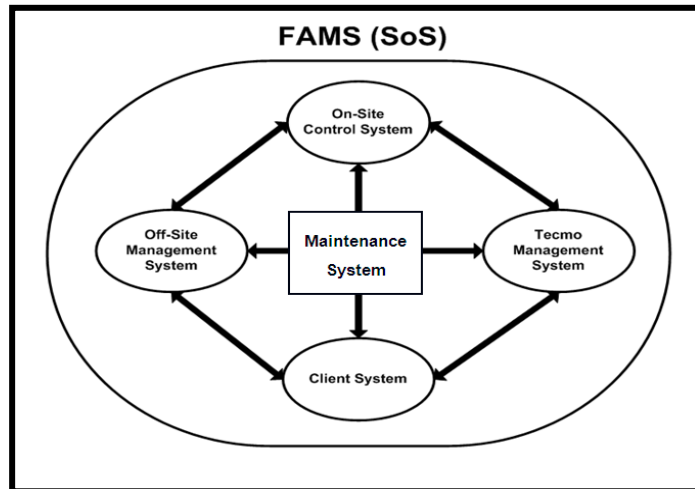 FAMS (SoS)
On-Site
Control System
Off-Site
Management
System
Maintenance
System
Tecmo
Management
System
Client System